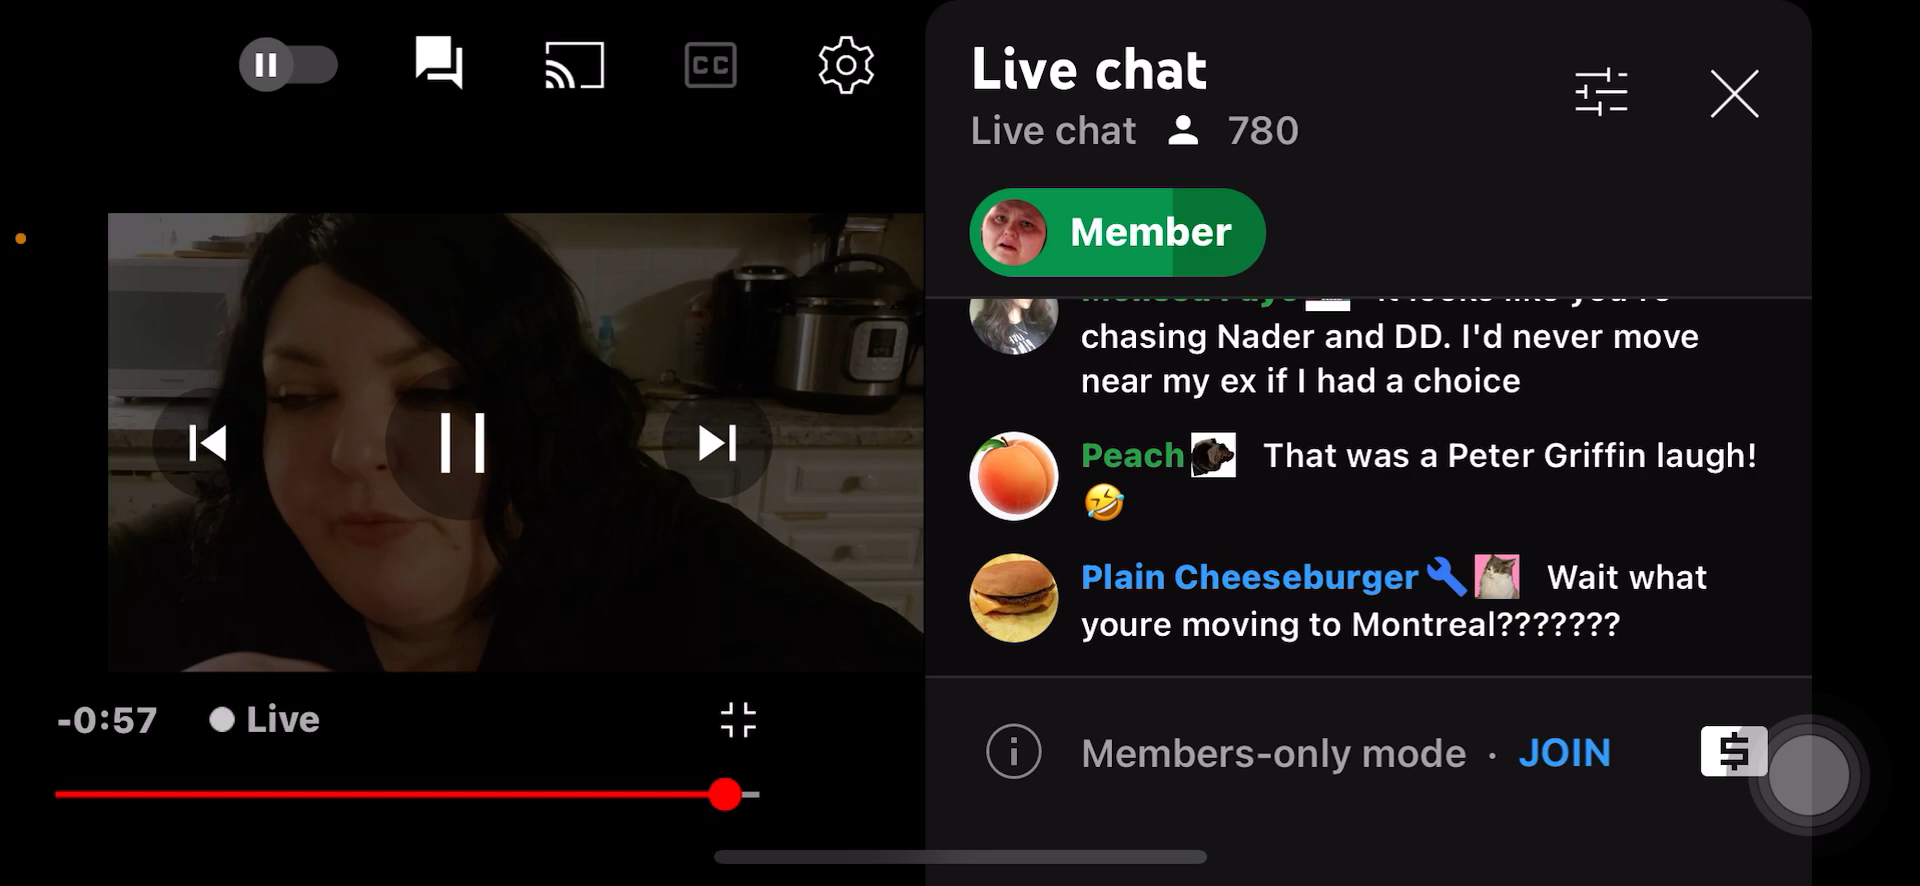 CC
Live chat
Live chat 780
Member
chasing Nader and DD. I'd never move
near my ex if I had a choice
Peach That was a Peter Griffin laugh!
🤣
Plain Cheeseburger Wait what
youre moving to Montreal???????
-0:57 Live
Members-only mode · JOIN
$